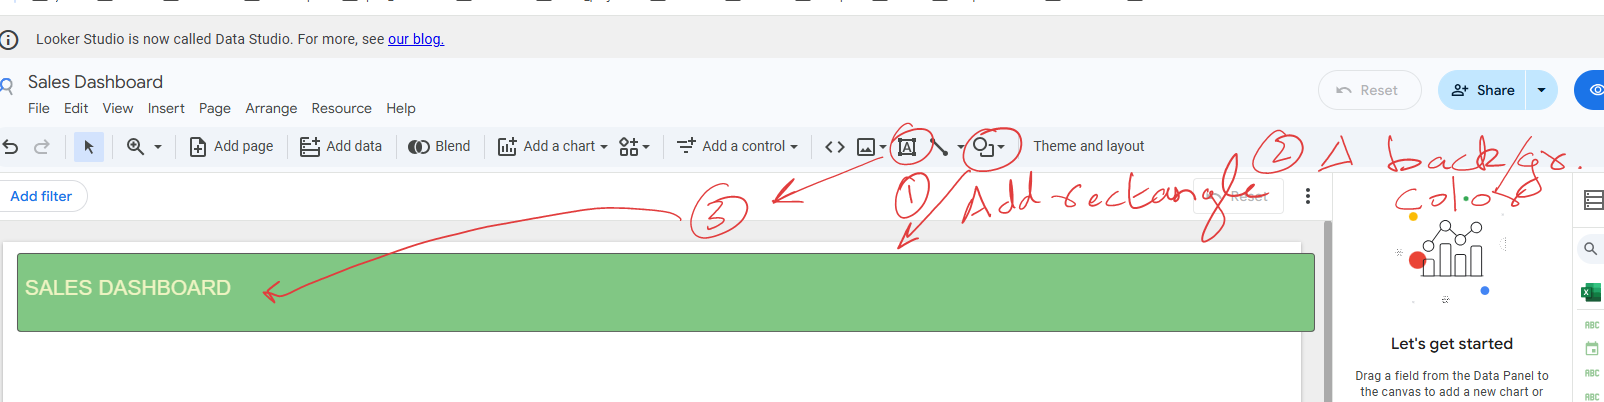 Looker Studio is now called Data Studio. For more, see our blog.
Sales Dashboard
Reset
Share
File Edit View Insert Page Arrange Resource Help
Add page Add data Blend Add a chart Add a control Theme and layout
② Δ back/gr.
color
Add filter
③
① Add rectangle
Reset
SALES DASHBOARD
Let's get started
Drag a field from the Data Panel to
the canvas to add a new chart or
ABC
ABC
ABC